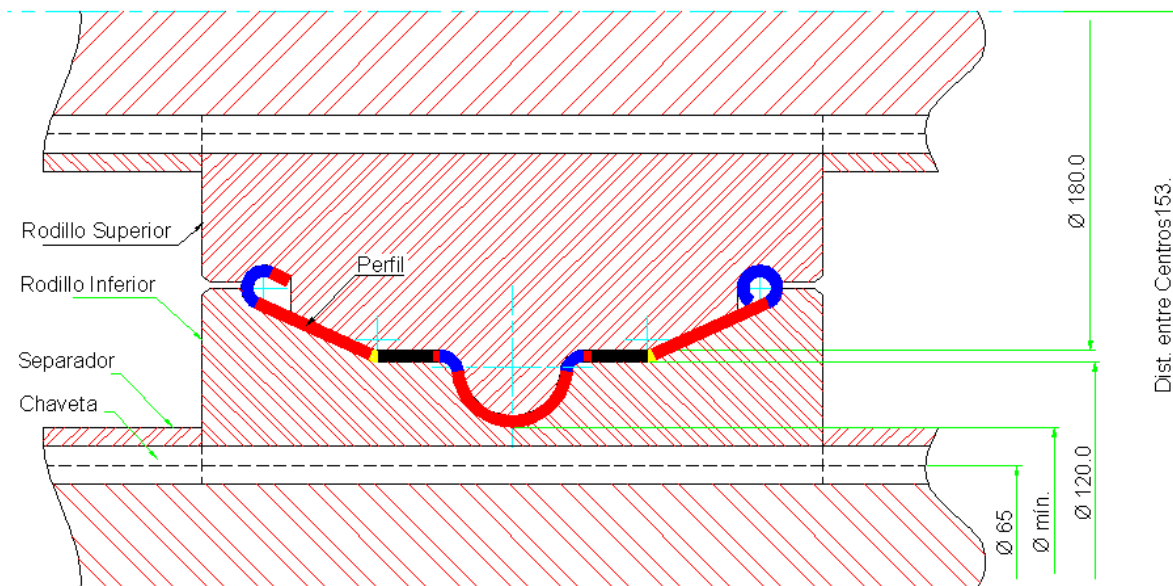 Rodillo Superior
Rodillo Inferior
Perfil
Separador
Chaveta
Ø 180.0
Dist. entre Centros153.
Ø 65
Ø mín.
Ø 120.0